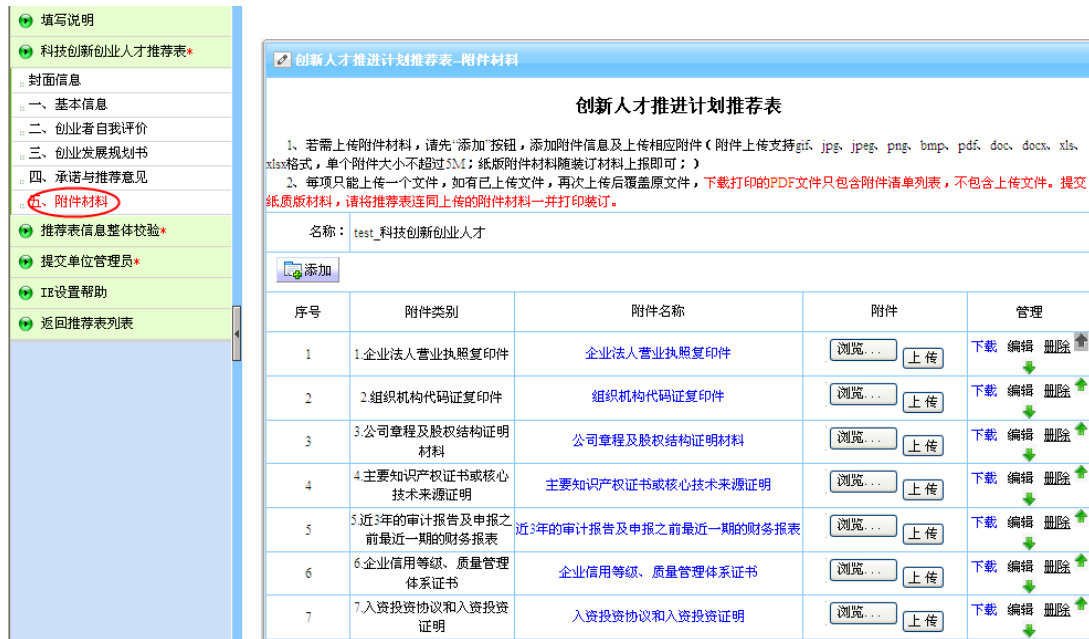 填写说明
科技创新创业人才推荐表*
封面信息
一、基本信息
二、创业者自我评价
三、创业发展规划书
四、承诺与推荐意见
五、附件材料
推荐表信息整体校验*
提交单位管理员*
IE设置帮助
返回推荐表列表
创新人才推进计划推荐表--附件材料
创新人才推进计划推荐表
1、若需上传附件材料，请先“添加”按钮，添加附件信息及上传相应附件（附件上传支持gif、jpg、jpeg、png、bmp、pdf、doc、docx、xls、
xlsx格式，单个附件大小不超过5M；纸版附件材料随装订材料上报即可；）
2、每项只能上传一个文件，如有已上传文件，再次上传后覆盖原文件，下载打印的PDF文件只包含附件清单列表，不包含上传文件。提交
纸质版材料，请将推荐表连同上传的附件材料一并打印装订。
名称： test_科技创新创业人才
添加
序号 附件类别 附件名称 附件 管理
1 1.企业法人营业执照复印件 企业法人营业执照复印件 浏览... 上传 下载 编辑 删除
2 2.组织机构代码证复印件 组织机构代码证复印件 浏览... 上传 下载 编辑 删除
3 3.公司章程及股权结构证明 公司章程及股权结构证明材料 浏览... 上传 下载 编辑 删除
材料
4 4.主要知识产权证书或核心 主要知识产权证书或核心技术来源证明 浏览... 上传 下载 编辑 删除
技术来源证明
5 5.近3年的审计报告及申报之 近3年的审计报告及申报之前最近一期的财务报表 浏览... 上传 下载 编辑 删除
前最近一期的财务报表
6 6.企业信用等级、质量管理 企业信用等级、质量管理体系证书 浏览... 上传 下载 编辑 删除
体系证书
7 7.入资投资协议和入资投资 入资投资协议和入资投资证明 浏览... 上传 下载 编辑 删除
证明